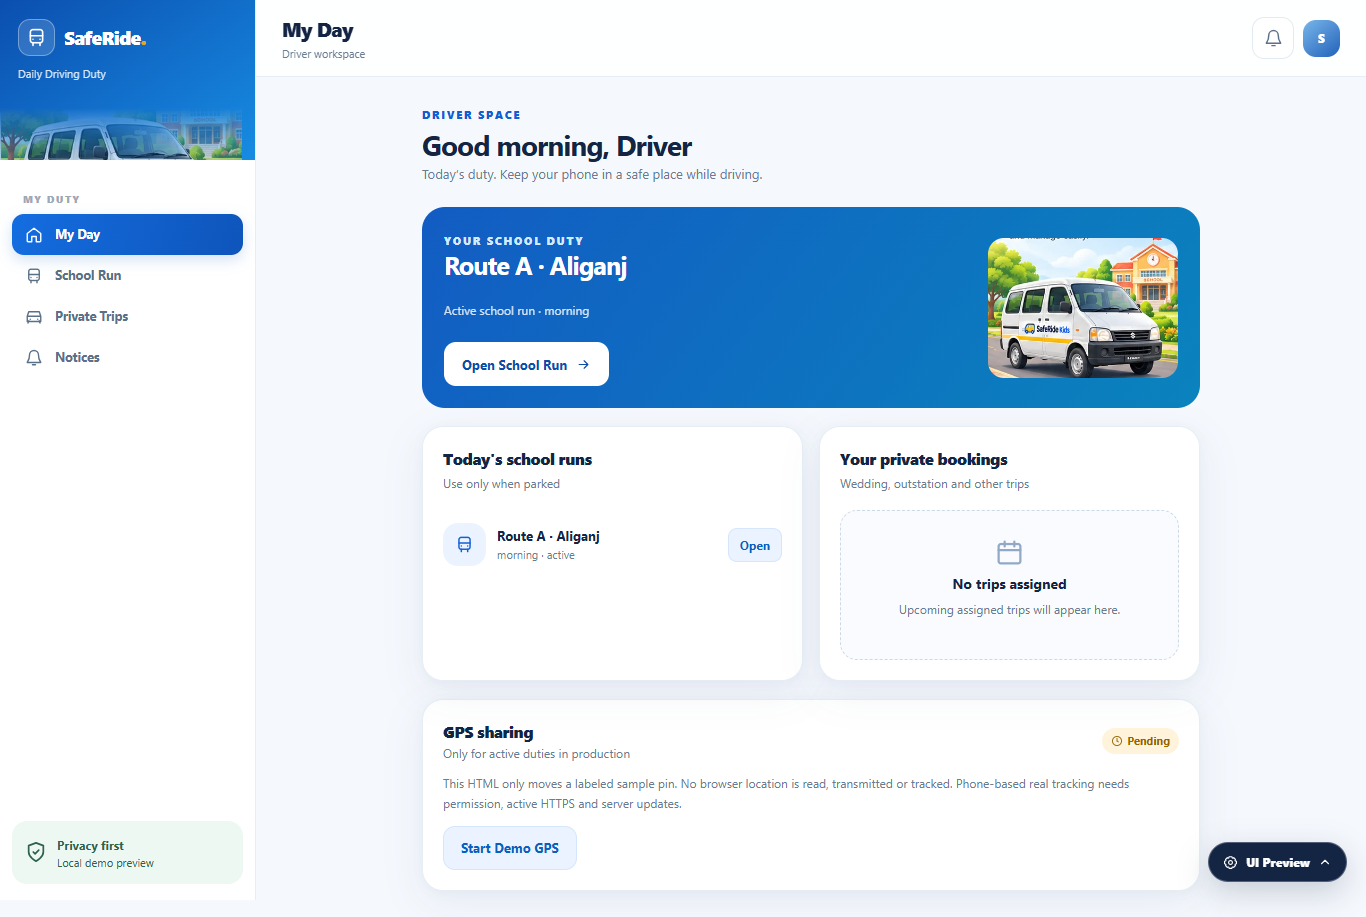 SafeRide.
Daily Driving Duty
MY DUTY
My Day
School Run
Private Trips
Notices
Privacy first
Local demo preview
My Day
Driver workspace
S
DRIVER SPACE
Good morning, Driver
Today's duty. Keep your phone in a safe place while driving.
YOUR SCHOOL DUTY
Route A · Aliganj
Active school run · morning
Open School Run →
SCHOOL
SafeRide Kids
Today's school runs
Use only when parked
Route A · Aliganj
morning · active
Open
Your private bookings
Wedding, outstation and other trips
No trips assigned
Upcoming assigned trips will appear here.
GPS sharing
Only for active duties in production
Pending
This HTML only moves a labeled sample pin. No browser location is read, transmitted or tracked. Phone-based real tracking needs
permission, active HTTPS and server updates.
Start Demo GPS
UI Preview